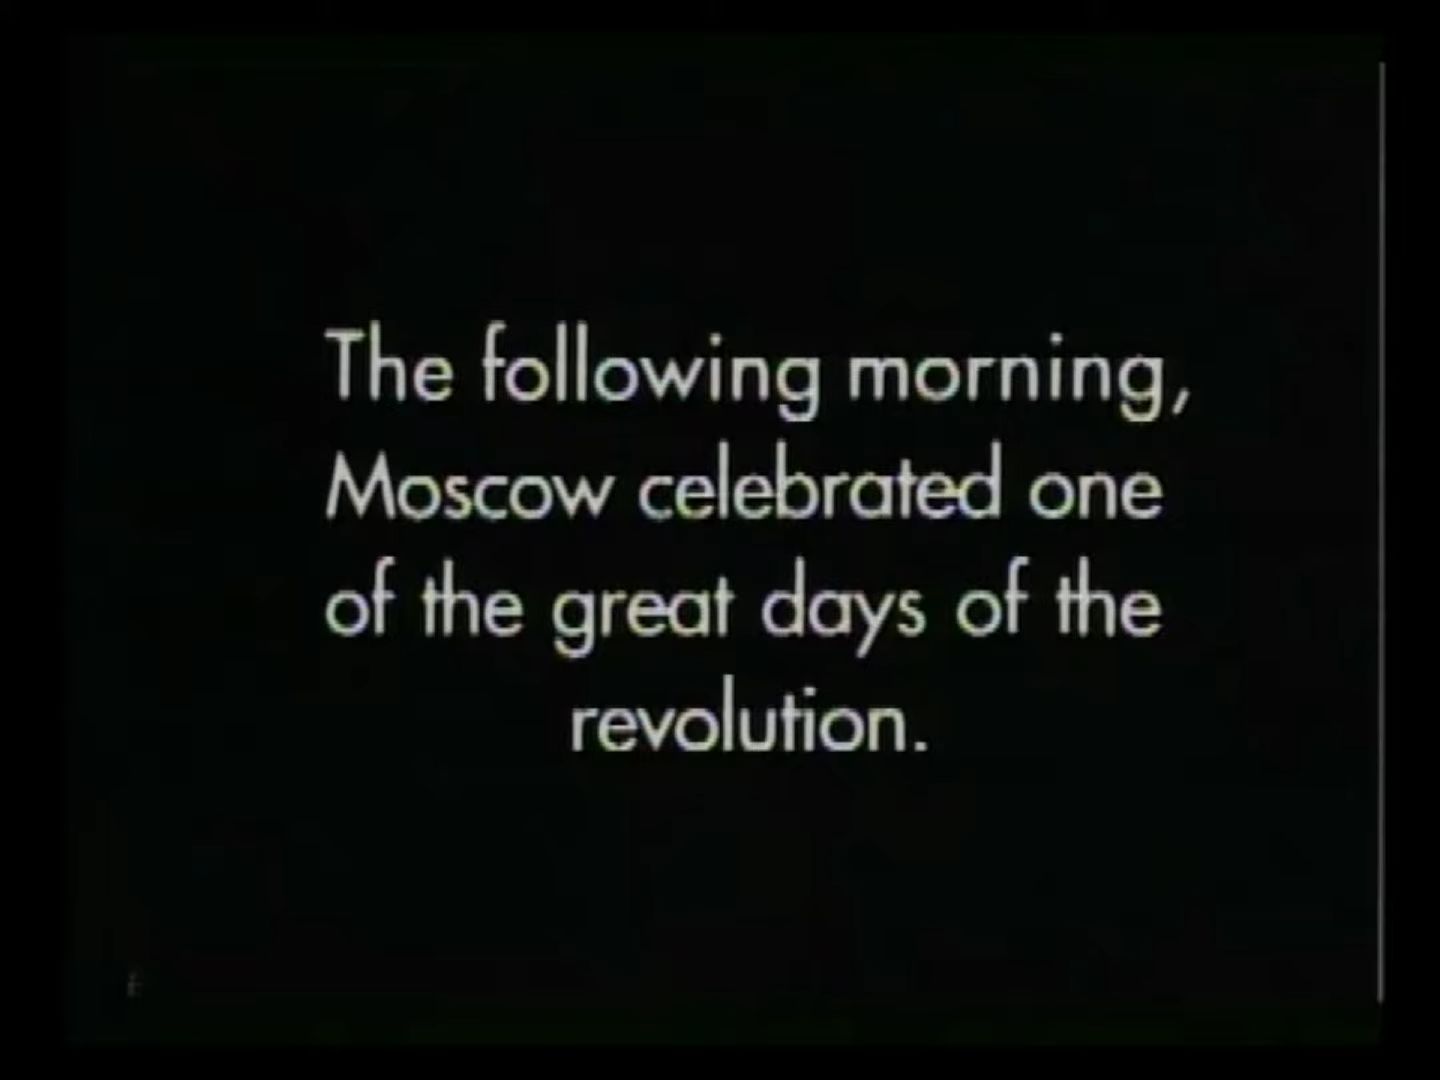 The following morning,
Moscow celebrated one
of the great days of the
revolution.